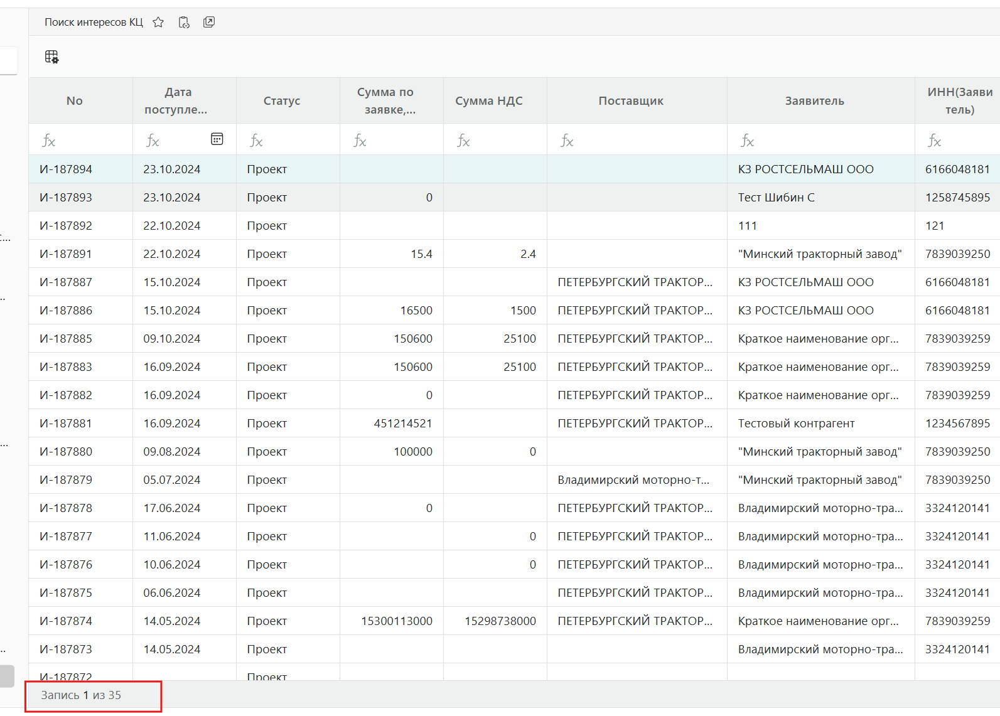 Поиск интересов КЦ
No Дата поступле... Статус Сумма по заявке,... Сумма НДС Поставщик Заявитель ИНН(Заявитель)
fx fx fx fx fx fx fx fx
И-187894 23.10.2024 Проект КЗ РОСТСЕЛЬМАШ ООО 6166048181
И-187893 23.10.2024 Проект 0 Тест Шибин С 1258745895
И-187892 22.10.2024 Проект 111 121
с...
И-187891 22.10.2024 Проект 15.4 2.4 "Минский тракторный завод" 7839039250
И-187887 15.10.2024 Проект ПЕТЕРБУРГСКИЙ ТРАКТОР... КЗ РОСТСЕЛЬМАШ ООО 6166048181
..
И-187886 15.10.2024 Проект 16500 1500 ПЕТЕРБУРГСКИЙ ТРАКТОР... КЗ РОСТСЕЛЬМАШ ООО 6166048181
И-187885 09.10.2024 Проект 150600 25100 ПЕТЕРБУРГСКИЙ ТРАКТОР... Краткое наименование орг... 7839039259
И-187883 16.09.2024 Проект 150600 25100 ПЕТЕРБУРГСКИЙ ТРАКТОР... Краткое наименование орг... 7839039259
И-187882 16.09.2024 Проект 0 ПЕТЕРБУРГСКИЙ ТРАКТОР... Краткое наименование орг... 7839039259
И-187881 16.09.2024 Проект 451214521 ПЕТЕРБУРГСКИЙ ТРАКТОР... Тестовый контрагент 1234567895
...
И-187880 09.08.2024 Проект 100000 0 "Минский тракторный завод" 7839039250
И-187879 05.07.2024 Проект Владимирский моторно-т... "Минский тракторный завод" 7839039250
И-187878 17.06.2024 Проект 0 ПЕТЕРБУРГСКИЙ ТРАКТОР... Владимирский моторно-тра... 3324120141
И-187877 11.06.2024 Проект 0 ПЕТЕРБУРГСКИЙ ТРАКТОР... Владимирский моторно-тра... 3324120141
И-187876 10.06.2024 Проект 0 ПЕТЕРБУРГСКИЙ ТРАКТОР... Владимирский моторно-тра... 3324120141
И-187875 06.06.2024 Проект ПЕТЕРБУРГСКИЙ ТРАКТОР... Владимирский моторно-тра... 3324120141
И-187874 14.05.2024 Проект 15300113000 15298738000 ПЕТЕРБУРГСКИЙ ТРАКТОР... Краткое наименование орг... 7839039259
И-187873 14.05.2024 Проект Владимирский моторно-тра... 3324120141
..
И-187872 Проект
Запись 1 из 35